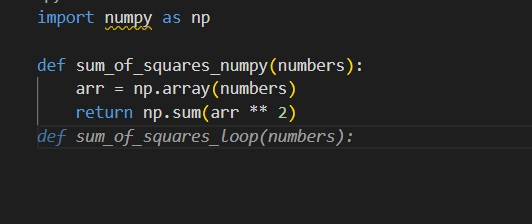 import numpy as np
def sum_of_squares_numpy(numbers):
    arr = np.array(numbers)
    return np.sum(arr ** 2)
def sum_of_squares_loop(numbers):